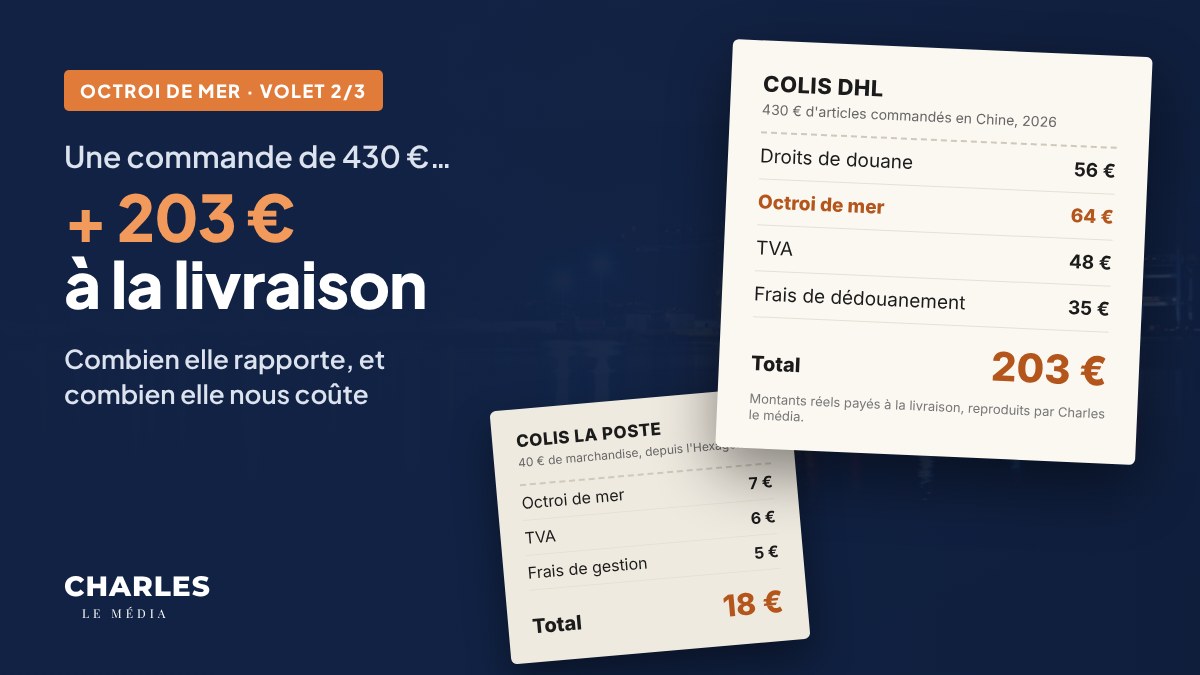 OCTROI DE MER · VOLET 2/3
Une commande de 430 €...
+ 203 €
à la livraison
Combien elle rapporte, et
combien elle nous coûte
CHARLES
LE MÉDIA
COLIS DHL
430 € d'articles commandés en Chine, 2026
Droits de douane 56 €
Octroi de mer 64 €
TVA 48 €
Frais de dédouanement 35 €
Total 203 €
Montants réels payés à la livraison, reproduits par Charles
le média.
COLIS LA POSTE
40 € de marchandise, depuis
Octroi de mer 7 €
TVA 6 €
Frais de gestion 5 €
Total 18 €